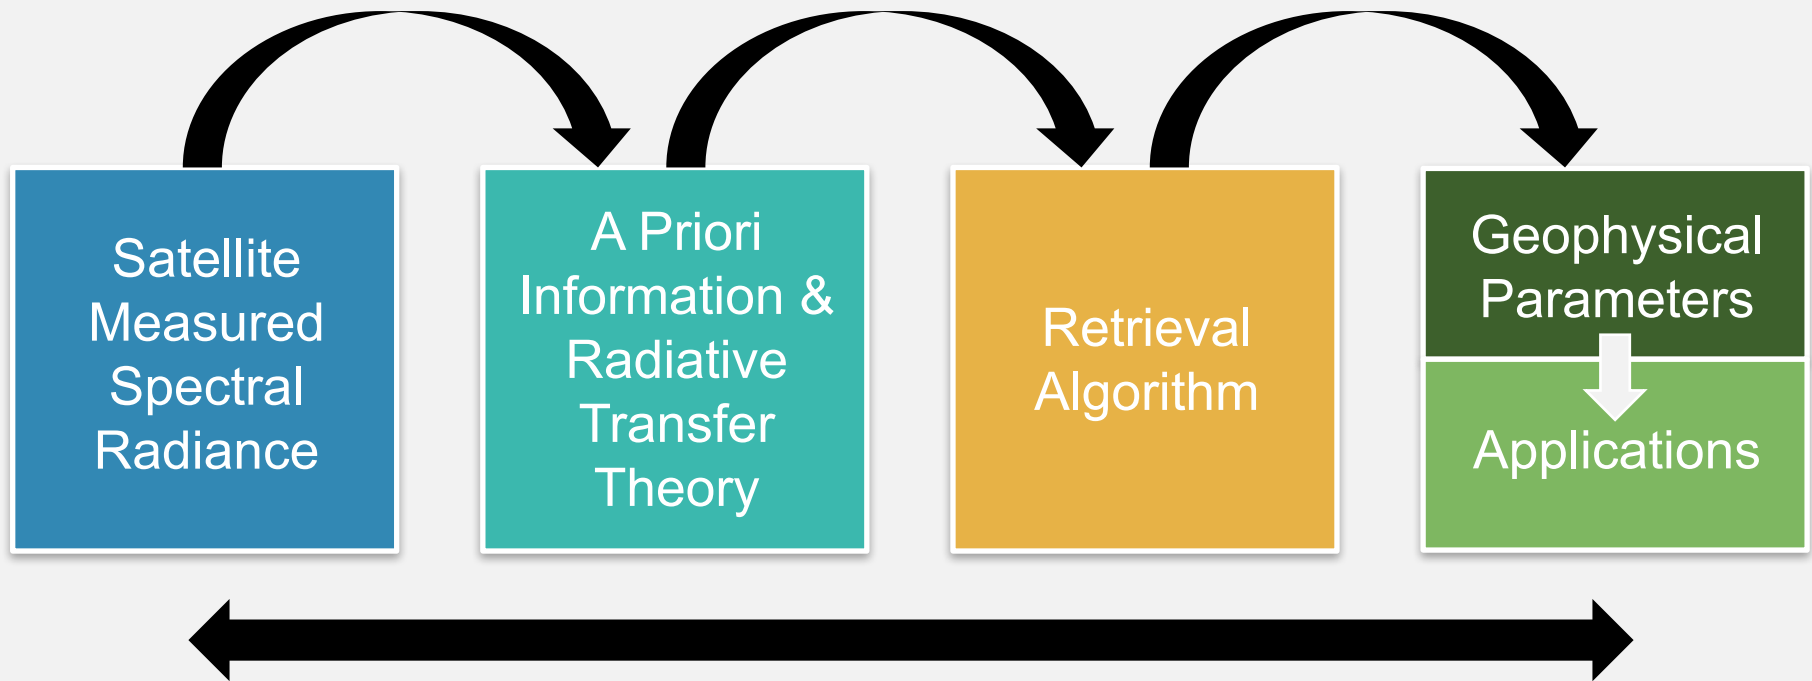 Satellite
Measured
Spectral
Radiance
A Priori
Information &
Radiative
Transfer
Theory
Retrieval
Algorithm
Geophysical
Parameters
Applications